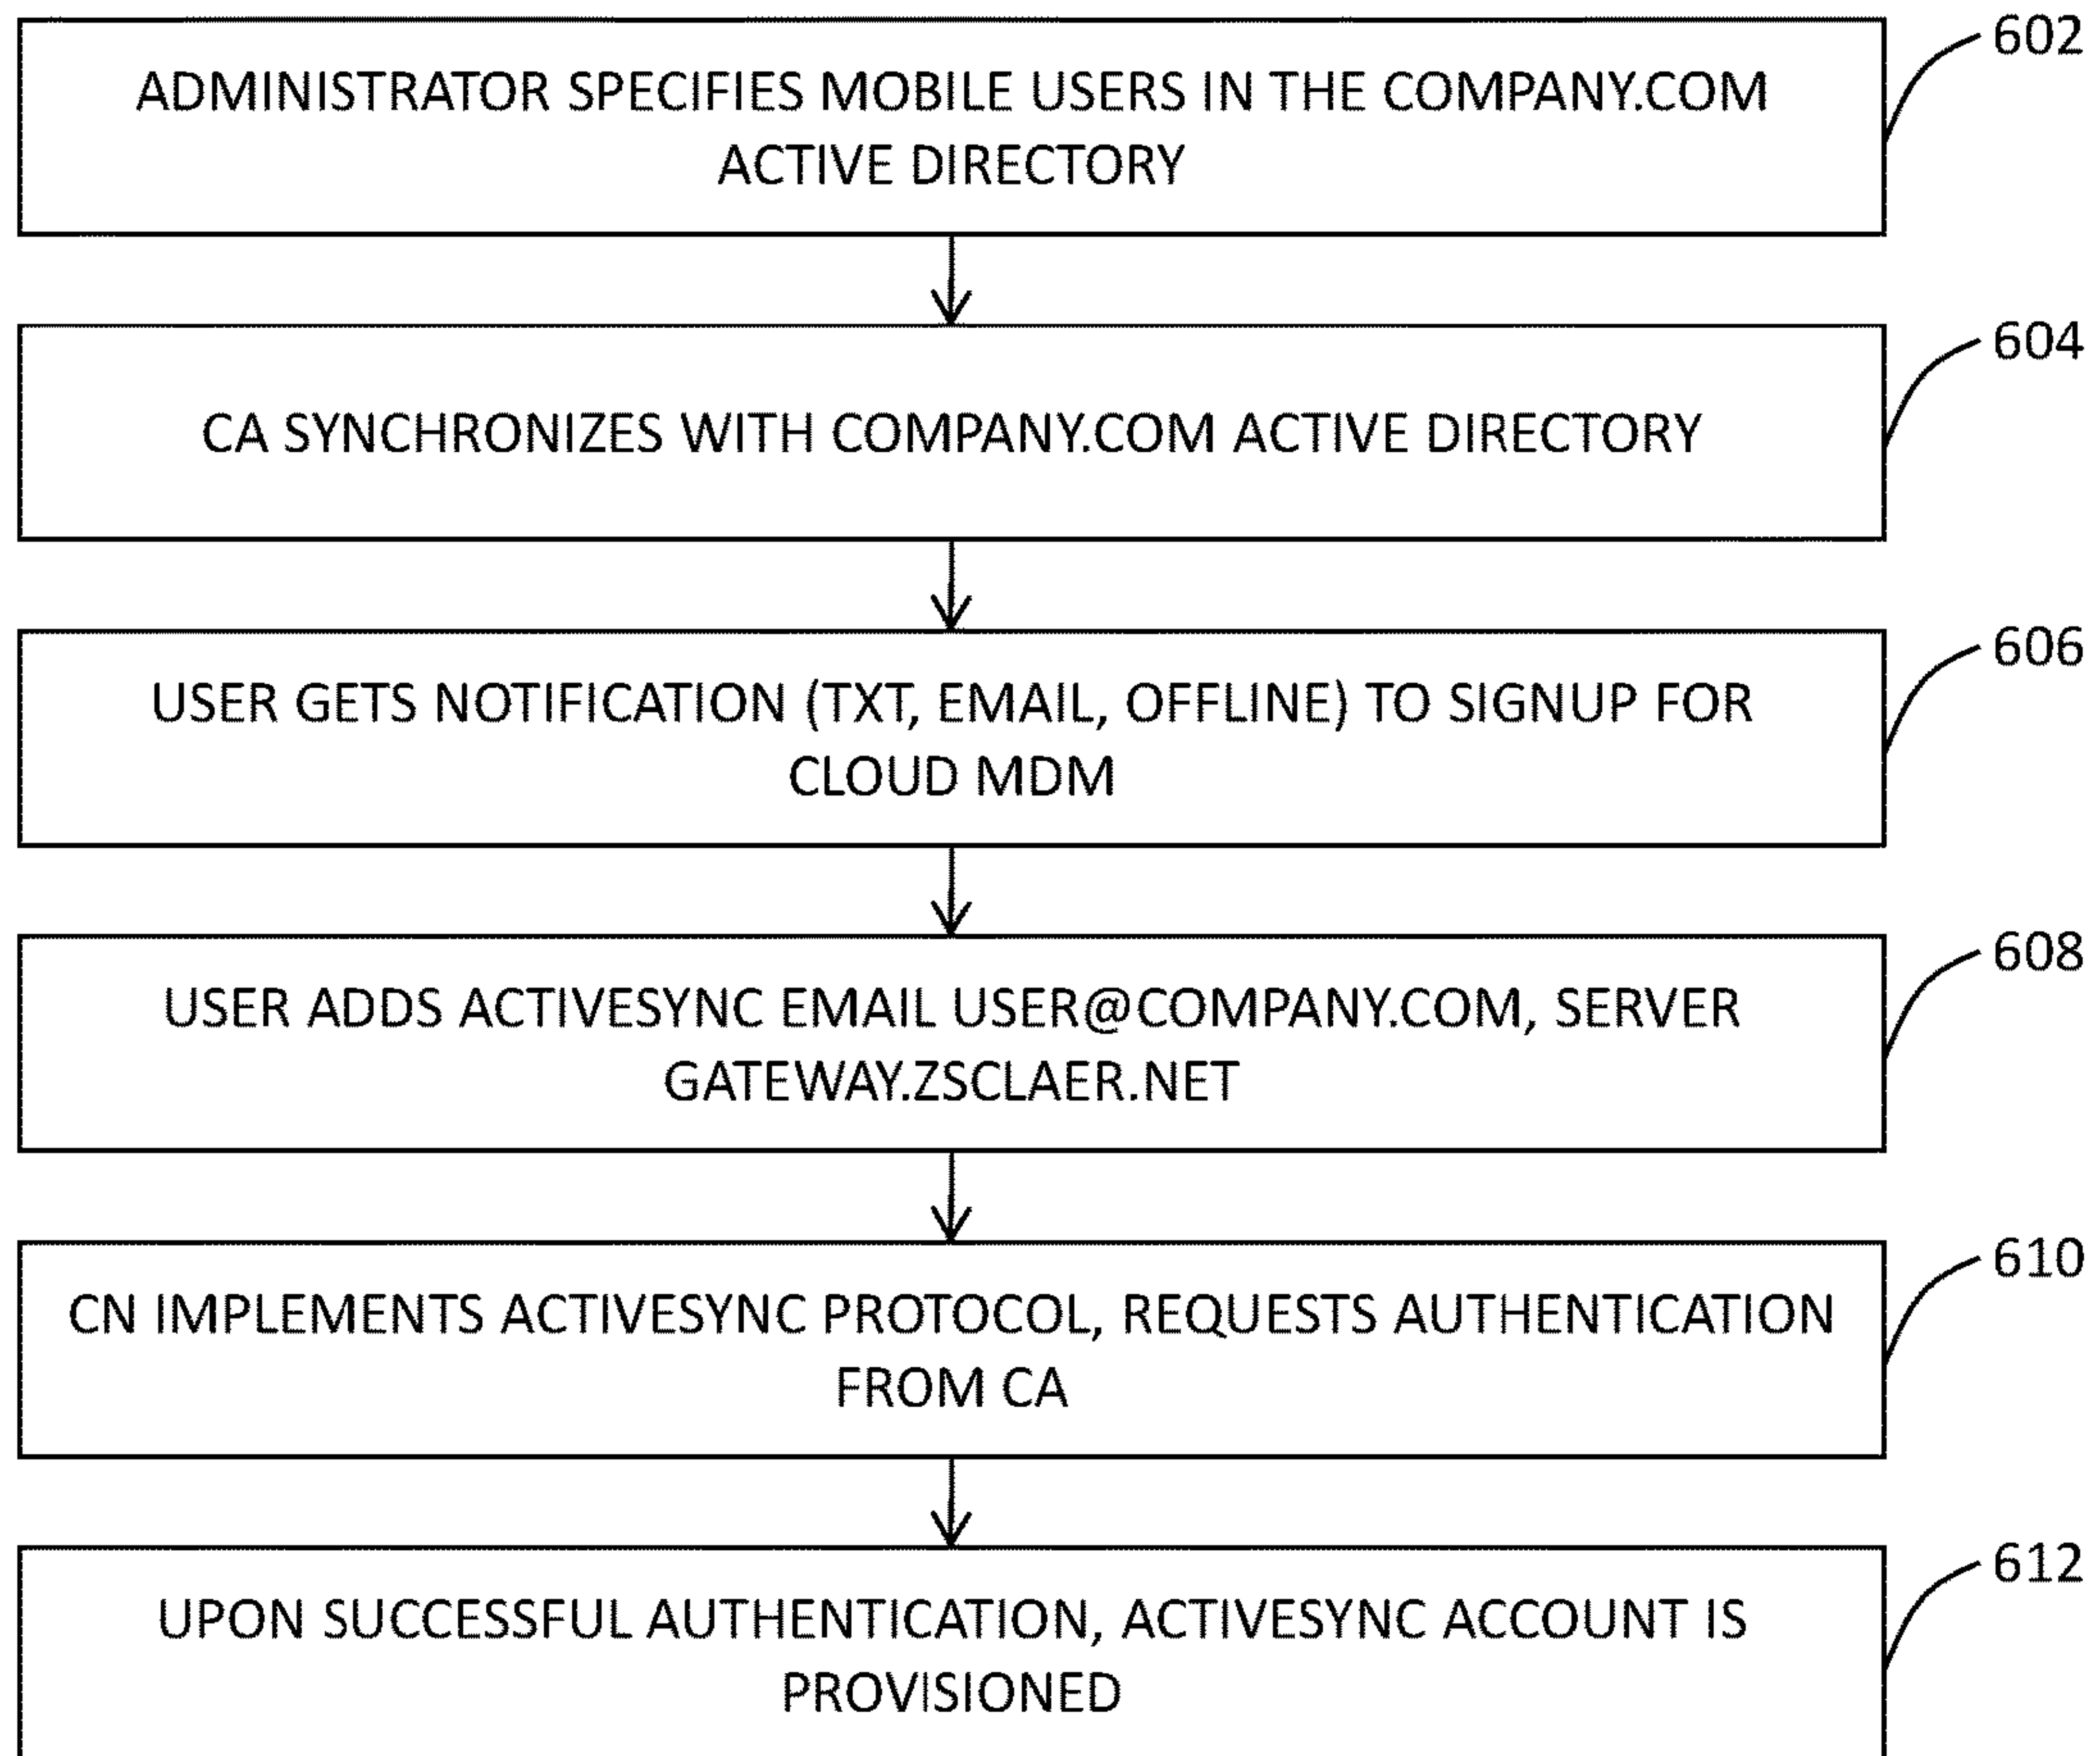 602
ADMINISTRATOR SPECIFIES MOBILE USERS IN THE COMPANY.COM
ACTIVE DIRECTORY
604
CA SYNCHRONIZES WITH COMPANY.COM ACTIVE DIRECTORY
606
USER GETS NOTIFICATION (TXT, EMAIL, OFFLINE) TO SIGNUP FOR
CLOUD MDM
608
USER ADDS ACTIVESYNC EMAIL USER@COMPANY.COM, SERVER
GATEWAY.ZSCLAER.NET
610
CN IMPLEMENTS ACTIVESYNC PROTOCOL, REQUESTS AUTHENTICATION
FROM CA
612
UPON SUCCESSFUL AUTHENTICATION, ACTIVESYNC ACCOUNT IS
PROVISIONED